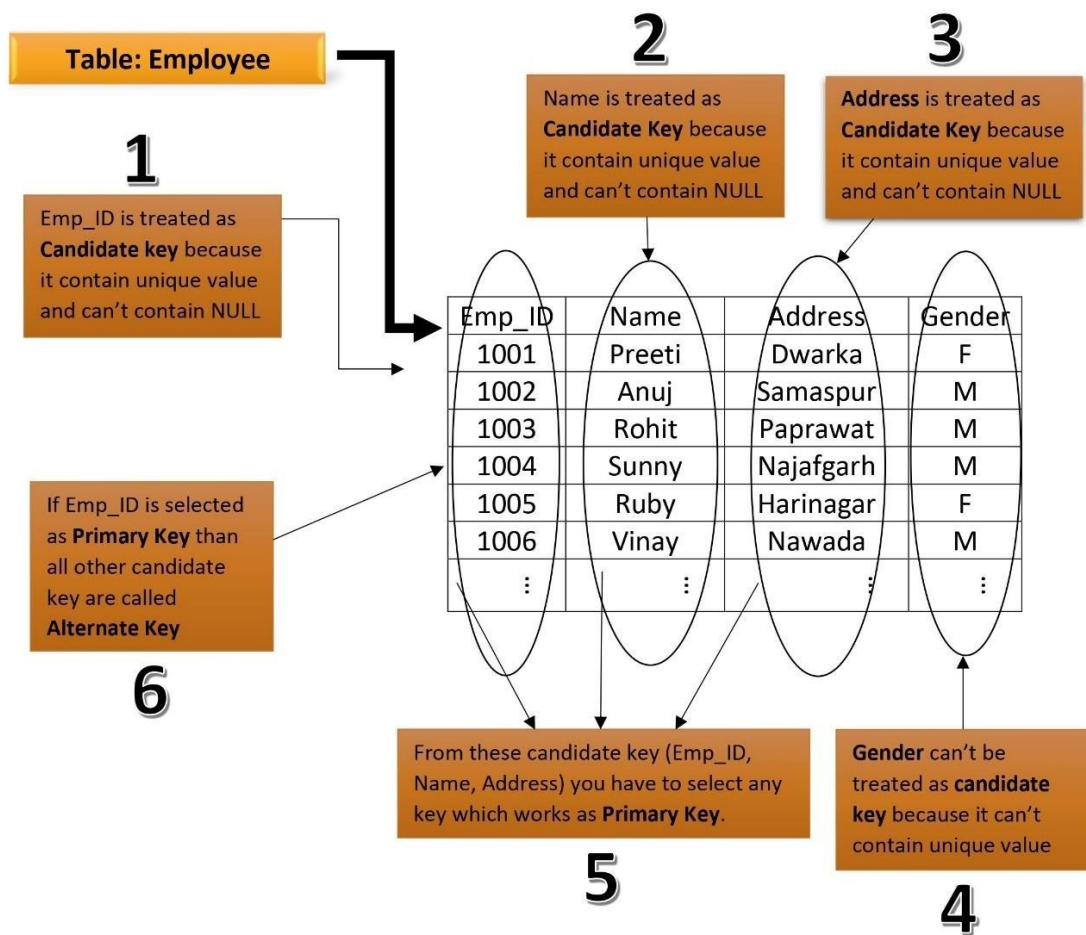 Table: Employee
1
Emp_ID is treated as
Candidate key because
it contain unique value
and can’t contain NULL
2
Name is treated as
Candidate Key because
it contain unique value
and can’t contain NULL
3
Address is treated as
Candidate Key because
it contain unique value
and can’t contain NULL
Emp_ID Name Address Gender
1001 Preeti Dwarka F
1002 Anuj Samaspur M
1003 Rohit Paprawat M
1004 Sunny Najafgarh M
1005 Ruby Harinagar F
1006 Vinay Nawada M
⋮ ⋮ ⋮ ⋮
If Emp_ID is selected
as Primary Key than
all other candidate
key are called
Alternate Key
6
From these candidate key (Emp_ID,
Name, Address) you have to select any
key which works as Primary Key.
5
Gender can’t be
treated as candidate
key because it can’t
contain unique value
4